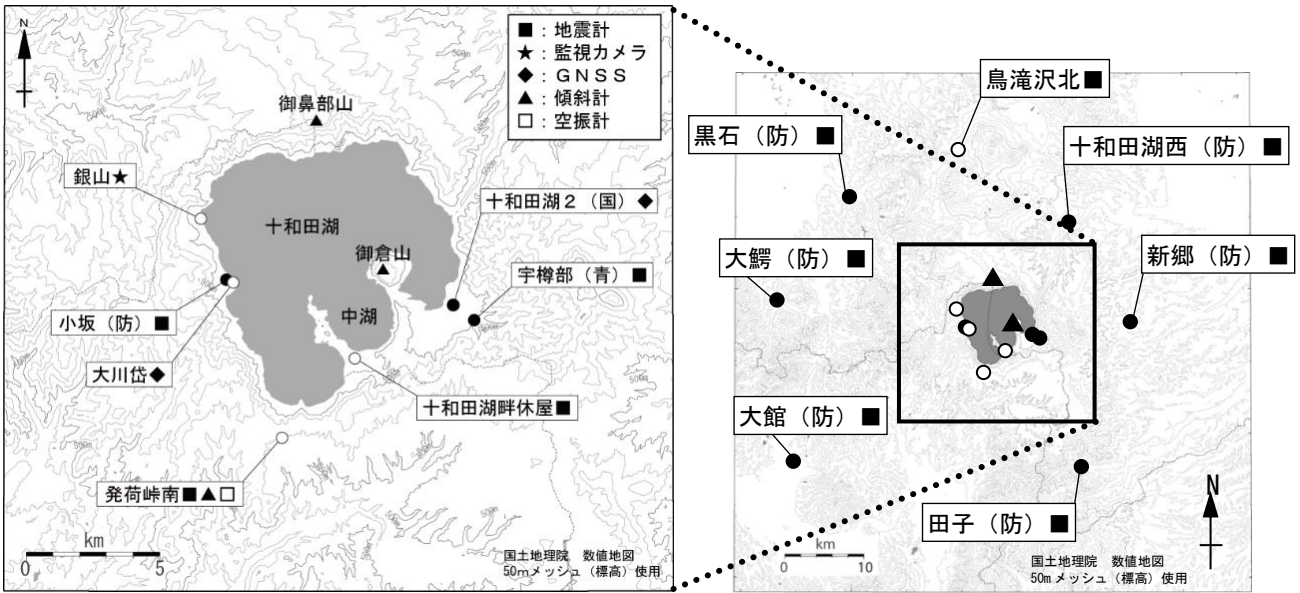 N
■：地震計
★：監視カメラ
◆：ＧＮＳＳ
▲：傾斜計
□：空振計
御鼻部山
銀山★
十和田湖２（国）◆
十和田湖
御倉山
宇樽部（青）■
中湖
小坂（防）■
大川岱◆
十和田湖畔休屋■
発荷峠南■▲□
km
0 5
国土地理院 数値地図
50ｍメッシュ（標高）使用
500m
500m
鳥滝沢北■
黒石（防）■
十和田湖西（防）■
大鰐（防）■
新郷（防）■
大館（防）■
田子（防）■
N
km
0 10
国土地理院 数値地図
50m メッシュ（標高）使用